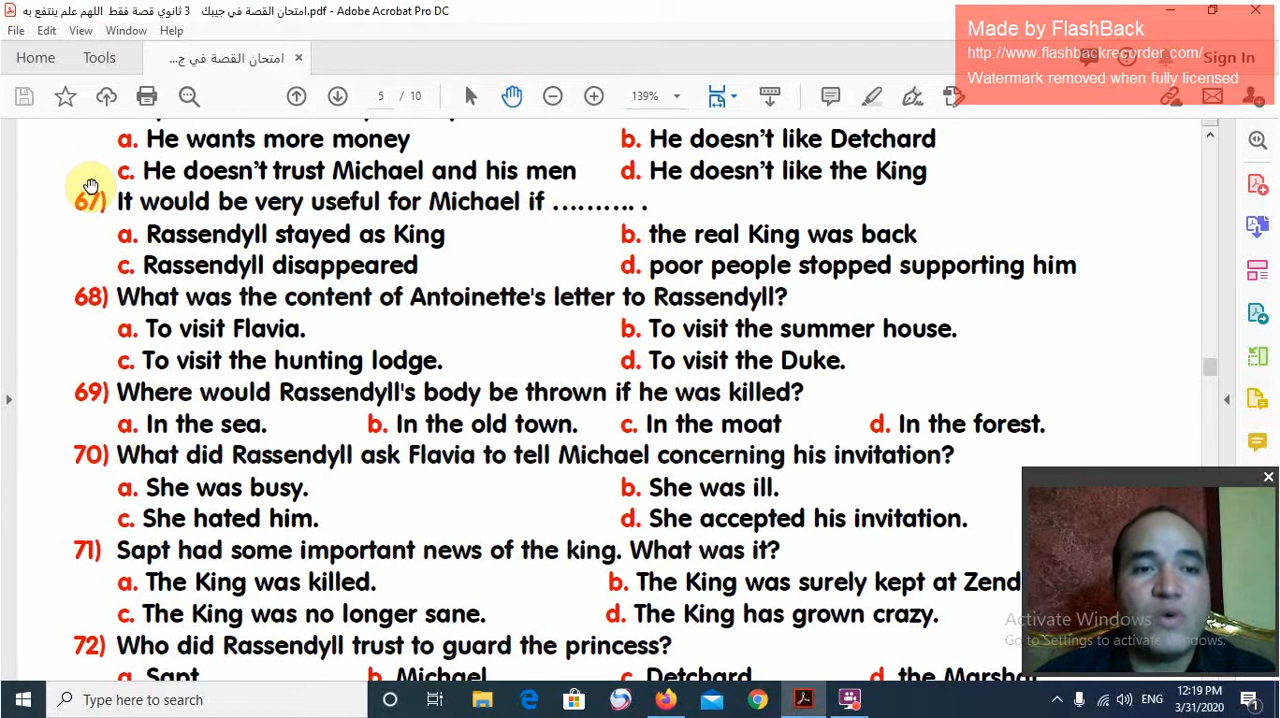 امتحان القصة في جيبك 3 ثانوي قصة فقط اللهم علم ينتفع به.pdf - Adobe Acrobat Pro DC
Made by FlashBack
http://www.flashbackrecorder.com/
Watermark removed when fully licensed
File Edit View Window Help
Home Tools امتحان القصة في ج... × Sign In
5 / 10 139%
a. He wants more money b. He doesn't like Detchard
c. He doesn't trust Michael and his men d. He doesn't like the King
67) It would be very useful for Michael if ………. .
a. Rassendyll stayed as King b. the real King was back
c. Rassendyll disappeared d. poor people stopped supporting him
68) What was the content of Antoinette's letter to Rassendyll?
a. To visit Flavia. b. To visit the summer house.
c. To visit the hunting lodge. d. To visit the Duke.
69) Where would Rassendyll's body be thrown if he was killed?
a. In the sea. b. In the old town. c. In the moat d. In the forest.
70) What did Rassendyll ask Flavia to tell Michael concerning his invitation?
a. She was busy. b. She was ill.
c. She hated him. d. She accepted his invitation.
71) Sapt had some important news of the king. What was it?
a. The King was killed. b. The King was surely kept at Zend
c. The King was no longer sane. d. The King has grown crazy.
72) Who did Rassendyll trust to guard the princess?
a. Sapt b. Michael c. Detchard d. the Marshal
Activate Windows
Go to Settings to activate Windows.
Type here to search
ENG
12:19 PM
3/31/2020
1